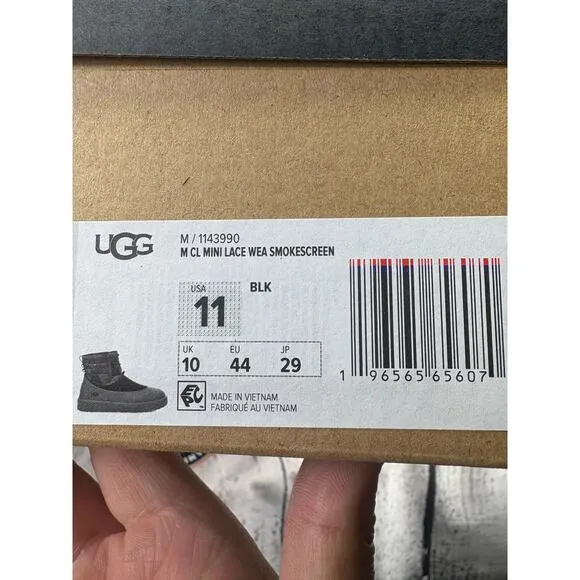 UGG
M / 1143990
M CL MINI LACE WEA SMOKESCREEN
USA
11
BLK
UK EU JP
10 44 29
MADE IN VIETNAM
FABRIQUÉ AU VIETNAM
1 96565 65607